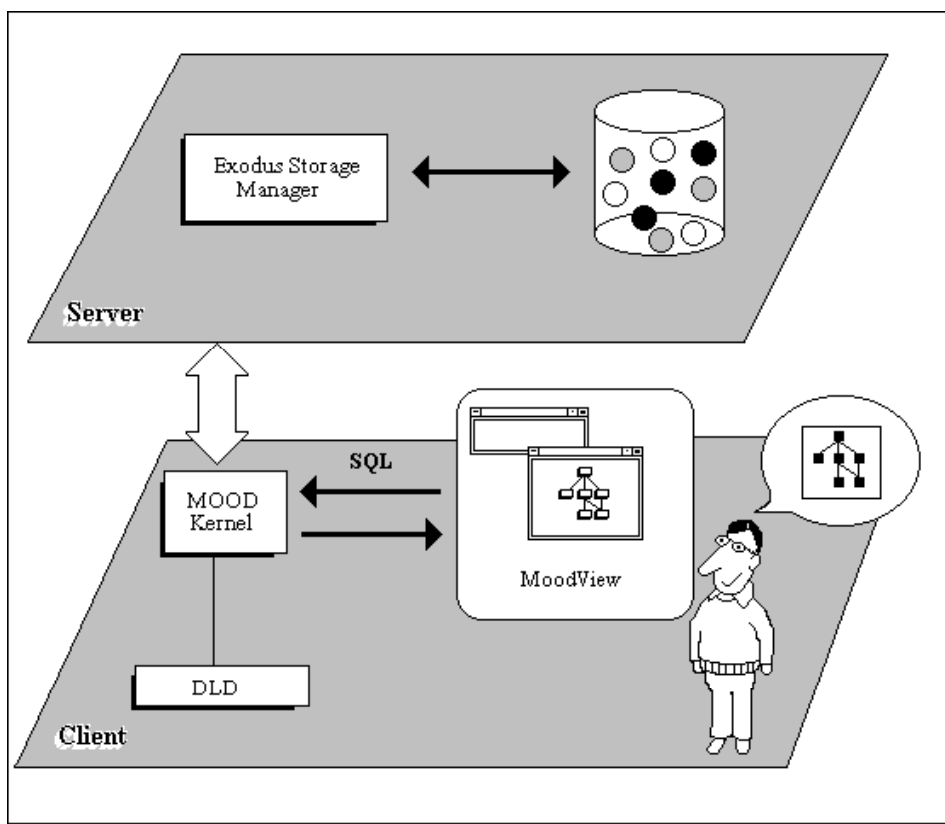 Exodus Storage
Manager
Server
SQL
MOOD
Kernel
MoodView
DLD
Client